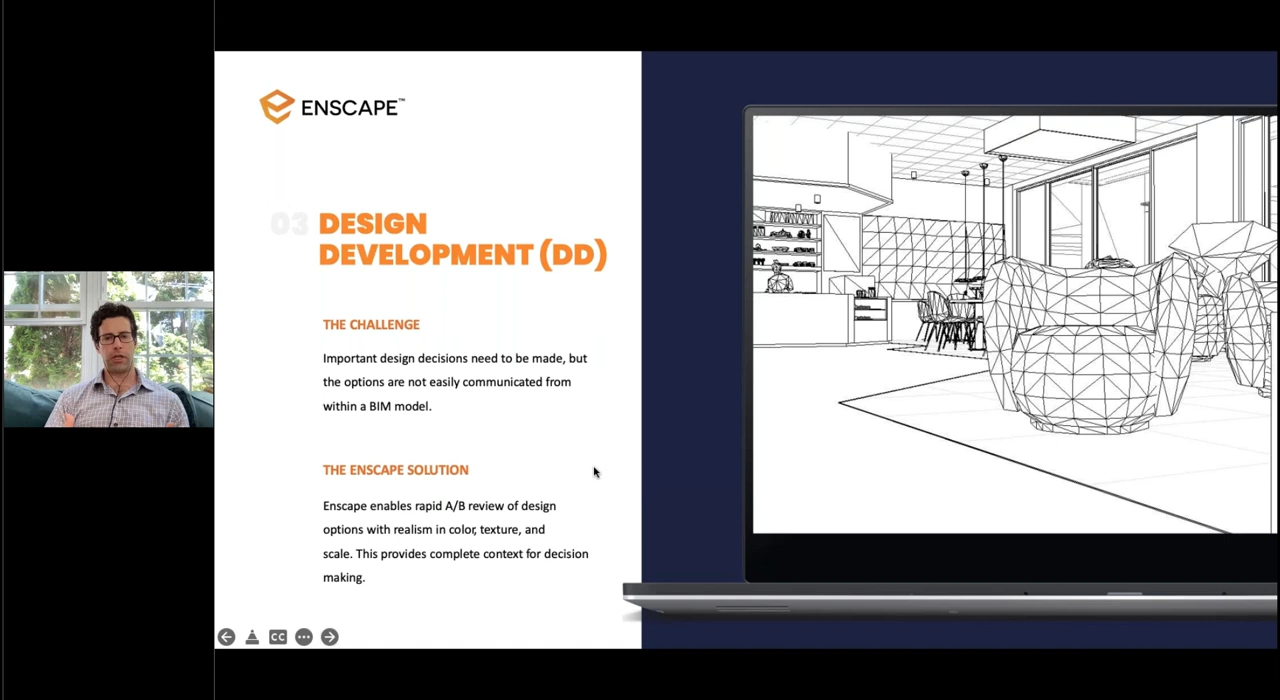 ENSCAPE™
03 DESIGN
DEVELOPMENT (DD)
THE CHALLENGE
Important design decisions need to be made, but
the options are not easily communicated from
within a BIM model.
THE ENSCAPE SOLUTION
Enscape enables rapid A/B review of design
options with realism in color, texture, and
scale. This provides complete context for decision
making.
CC